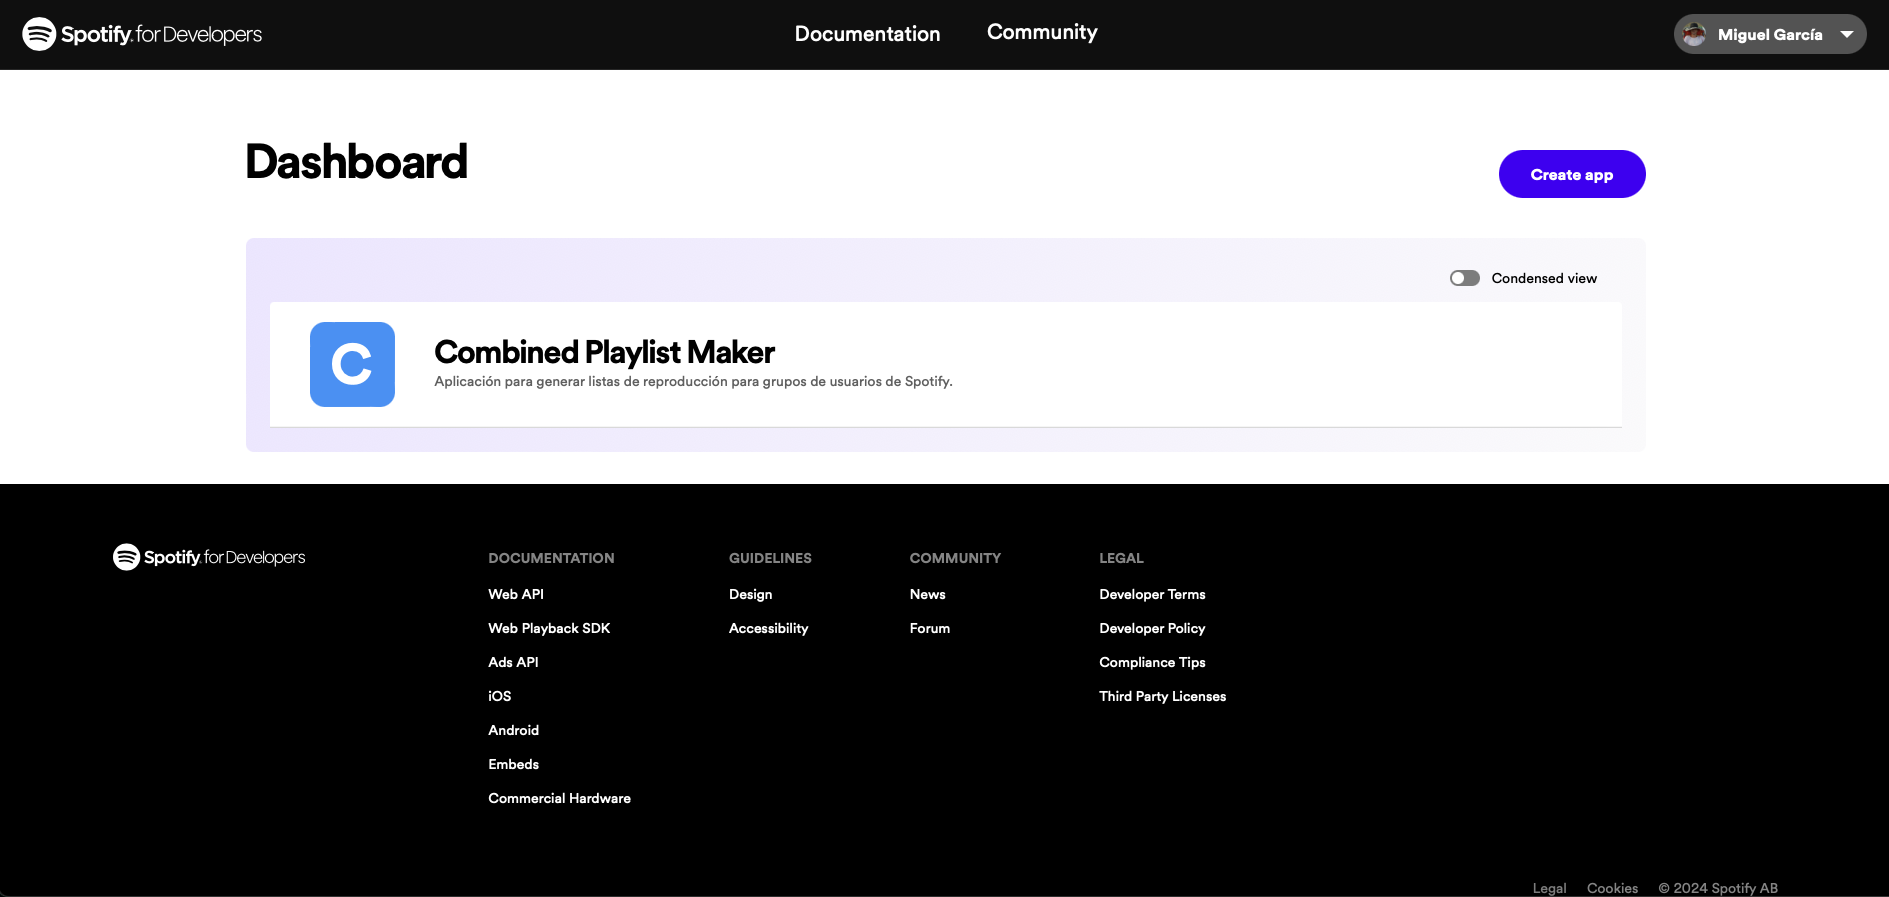 Spotify for Developers
Documentation
Community
Miguel García
Dashboard
Create app
Condensed view
C
Combined Playlist Maker
Aplicación para generar listas de reproducción para grupos de usuarios de Spotify.
Spotify for Developers
DOCUMENTATION
Web API
Web Playback SDK
Ads API
iOS
Android
Embeds
Commercial Hardware
GUIDELINES
Design
Accessibility
COMMUNITY
News
Forum
LEGAL
Developer Terms
Developer Policy
Compliance Tips
Third Party Licenses
Legal
Cookies
© 2024 Spotify AB